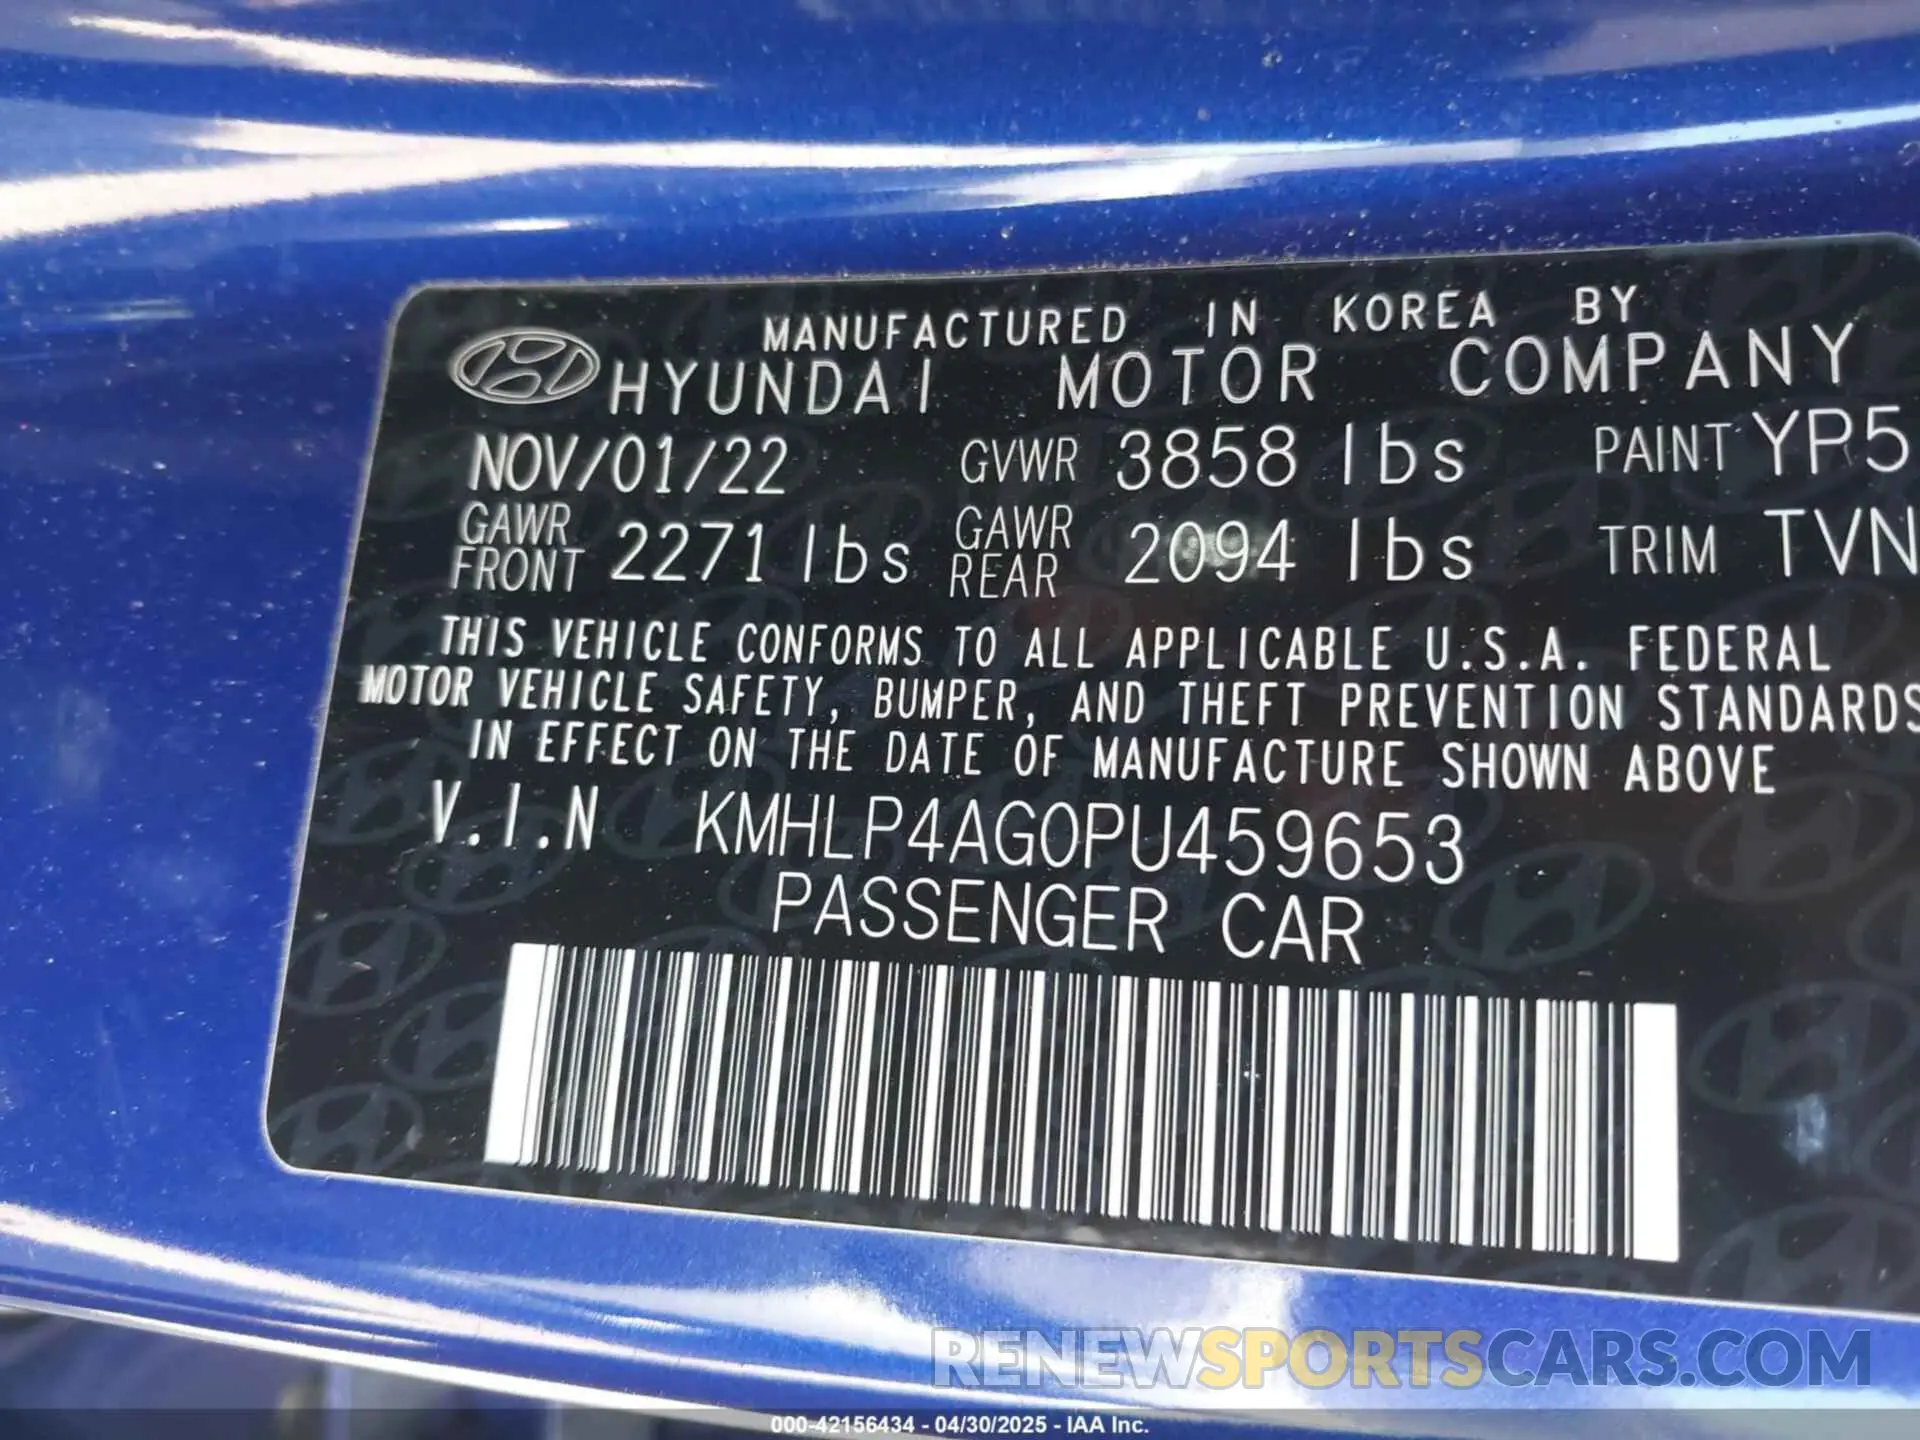 MANUFACTURED IN KOREA BY
HYUNDAI MOTOR COMPANY
NOV/01/22 GVWR 3858 lbs PAINT YP5
GAWR FRONT 2271 lbs GAWR REAR 2094 lbs TRIM TVN
THIS VEHICLE CONFORMS TO ALL APPLICABLE U.S.A. FEDERAL
MOTOR VEHICLE SAFETY, BUMPER, AND THEFT PREVENTION STANDARDS
IN EFFECT ON THE DATE OF MANUFACTURE SHOWN ABOVE
V.I.N KMHLP4AG0PU459653
PASSENGER CAR
RENEWSPORTSCARS.COM
000-42156434 - 04/30/2025 - IAA Inc.